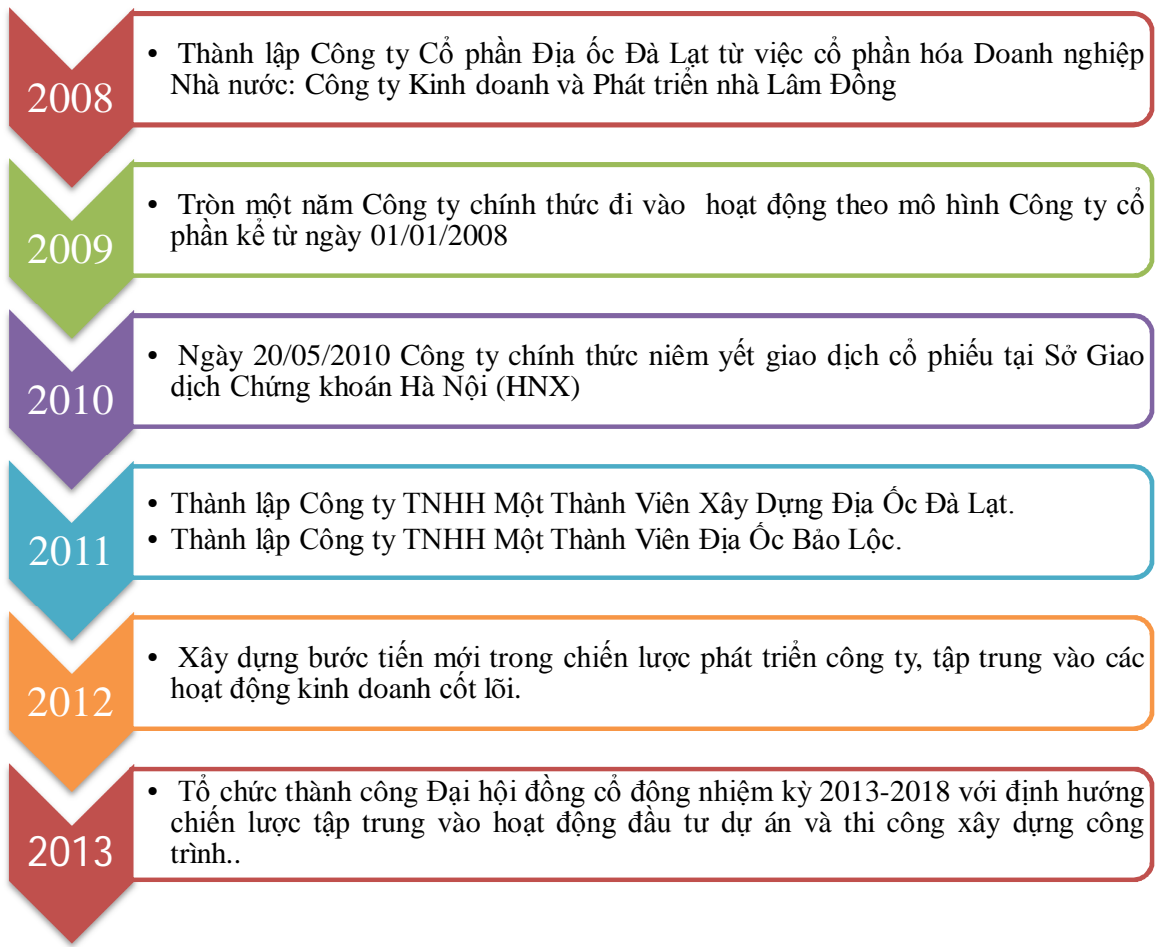 2008
• Thành lập Công ty Cổ phần Địa ốc Đà Lạt từ việc cổ phần hóa Doanh nghiệp
Nhà nước: Công ty Kinh doanh và Phát triển nhà Lâm Đồng
2009
• Tròn một năm Công ty chính thức đi vào hoạt động theo mô hình Công ty cổ
phần kể từ ngày 01/01/2008
2010
• Ngày 20/05/2010 Công ty chính thức niêm yết giao dịch cổ phiếu tại Sở Giao
dịch Chứng khoán Hà Nội (HNX)
2011
• Thành lập Công ty TNHH Một Thành Viên Xây Dựng Địa Ốc Đà Lạt.
• Thành lập Công ty TNHH Một Thành Viên Địa Ốc Bảo Lộc.
2012
• Xây dựng bước tiến mới trong chiến lược phát triển công ty, tập trung vào các
hoạt động kinh doanh cốt lõi.
2013
• Tổ chức thành công Đại hội đồng cổ động nhiệm kỳ 2013-2018 với định hướng
chiến lược tập trung vào hoạt động đầu tư dự án và thi công xây dựng công
trình..